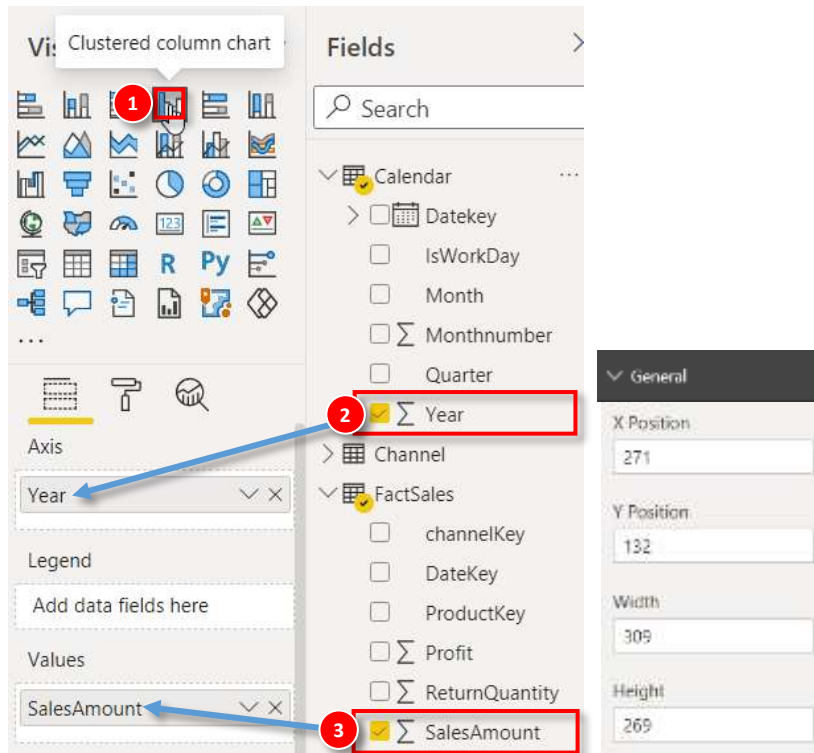 Vis
Clustered column chart
1
123
R
Py
...
Axis
Year
Legend
Add data fields here
Values
SalesAmount
Fields
Search
Calendar
...
Datekey
IsWorkDay
Month
∑ Monthnumber
Quarter
2
∑ Year
Channel
FactSales
channelKey
DateKey
ProductKey
∑ Profit
∑ ReturnQuantity
3
∑ SalesAmount
General
X Position
271
Y Position
132
Width
309
Height
269